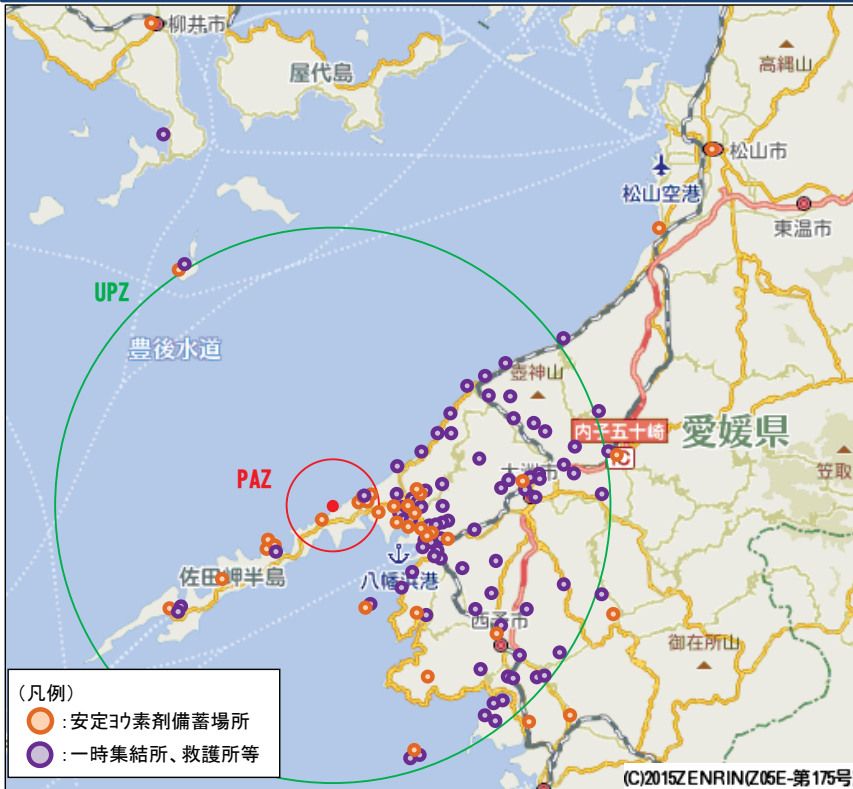 柳井市
屋代島
高縄山
松山市
松山空港
東温市
UPZ
豊後水道
壺神山
内子五十崎
愛媛県
IC
PAZ
大洲市
笠取
佐田岬半島
八幡浜港
西予市
御在所山
(凡例)
:安定ヨウ素剤備蓄場所
:一時集結所、救護所等
(C)2015ZENRIN(Z05E-第175号